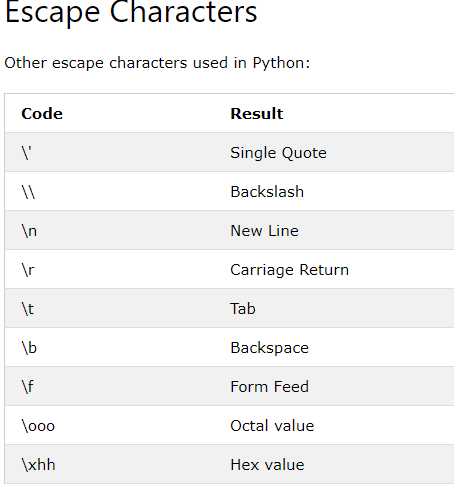 Escape Characters
Other escape characters used in Python:
Code Result
\' Single Quote
\\ Backslash
\n New Line
\r Carriage Return
\t Tab
\b Backspace
\f Form Feed
\ooo Octal value
\xhh Hex value